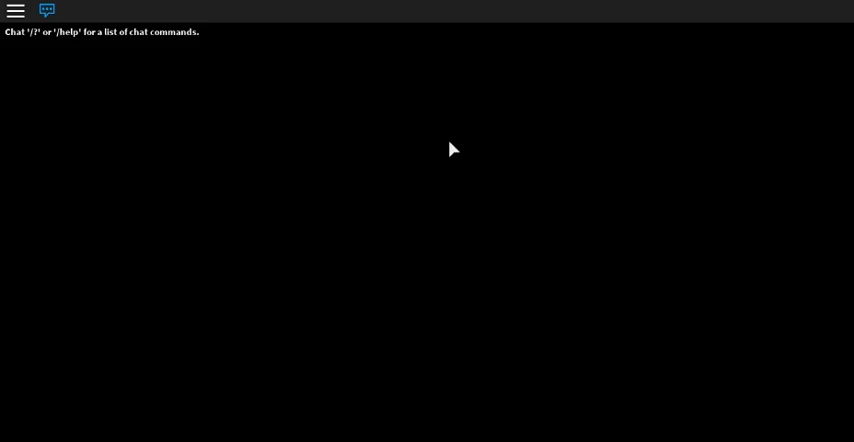 Chat '/?' or '/help' for a list of chat commands.